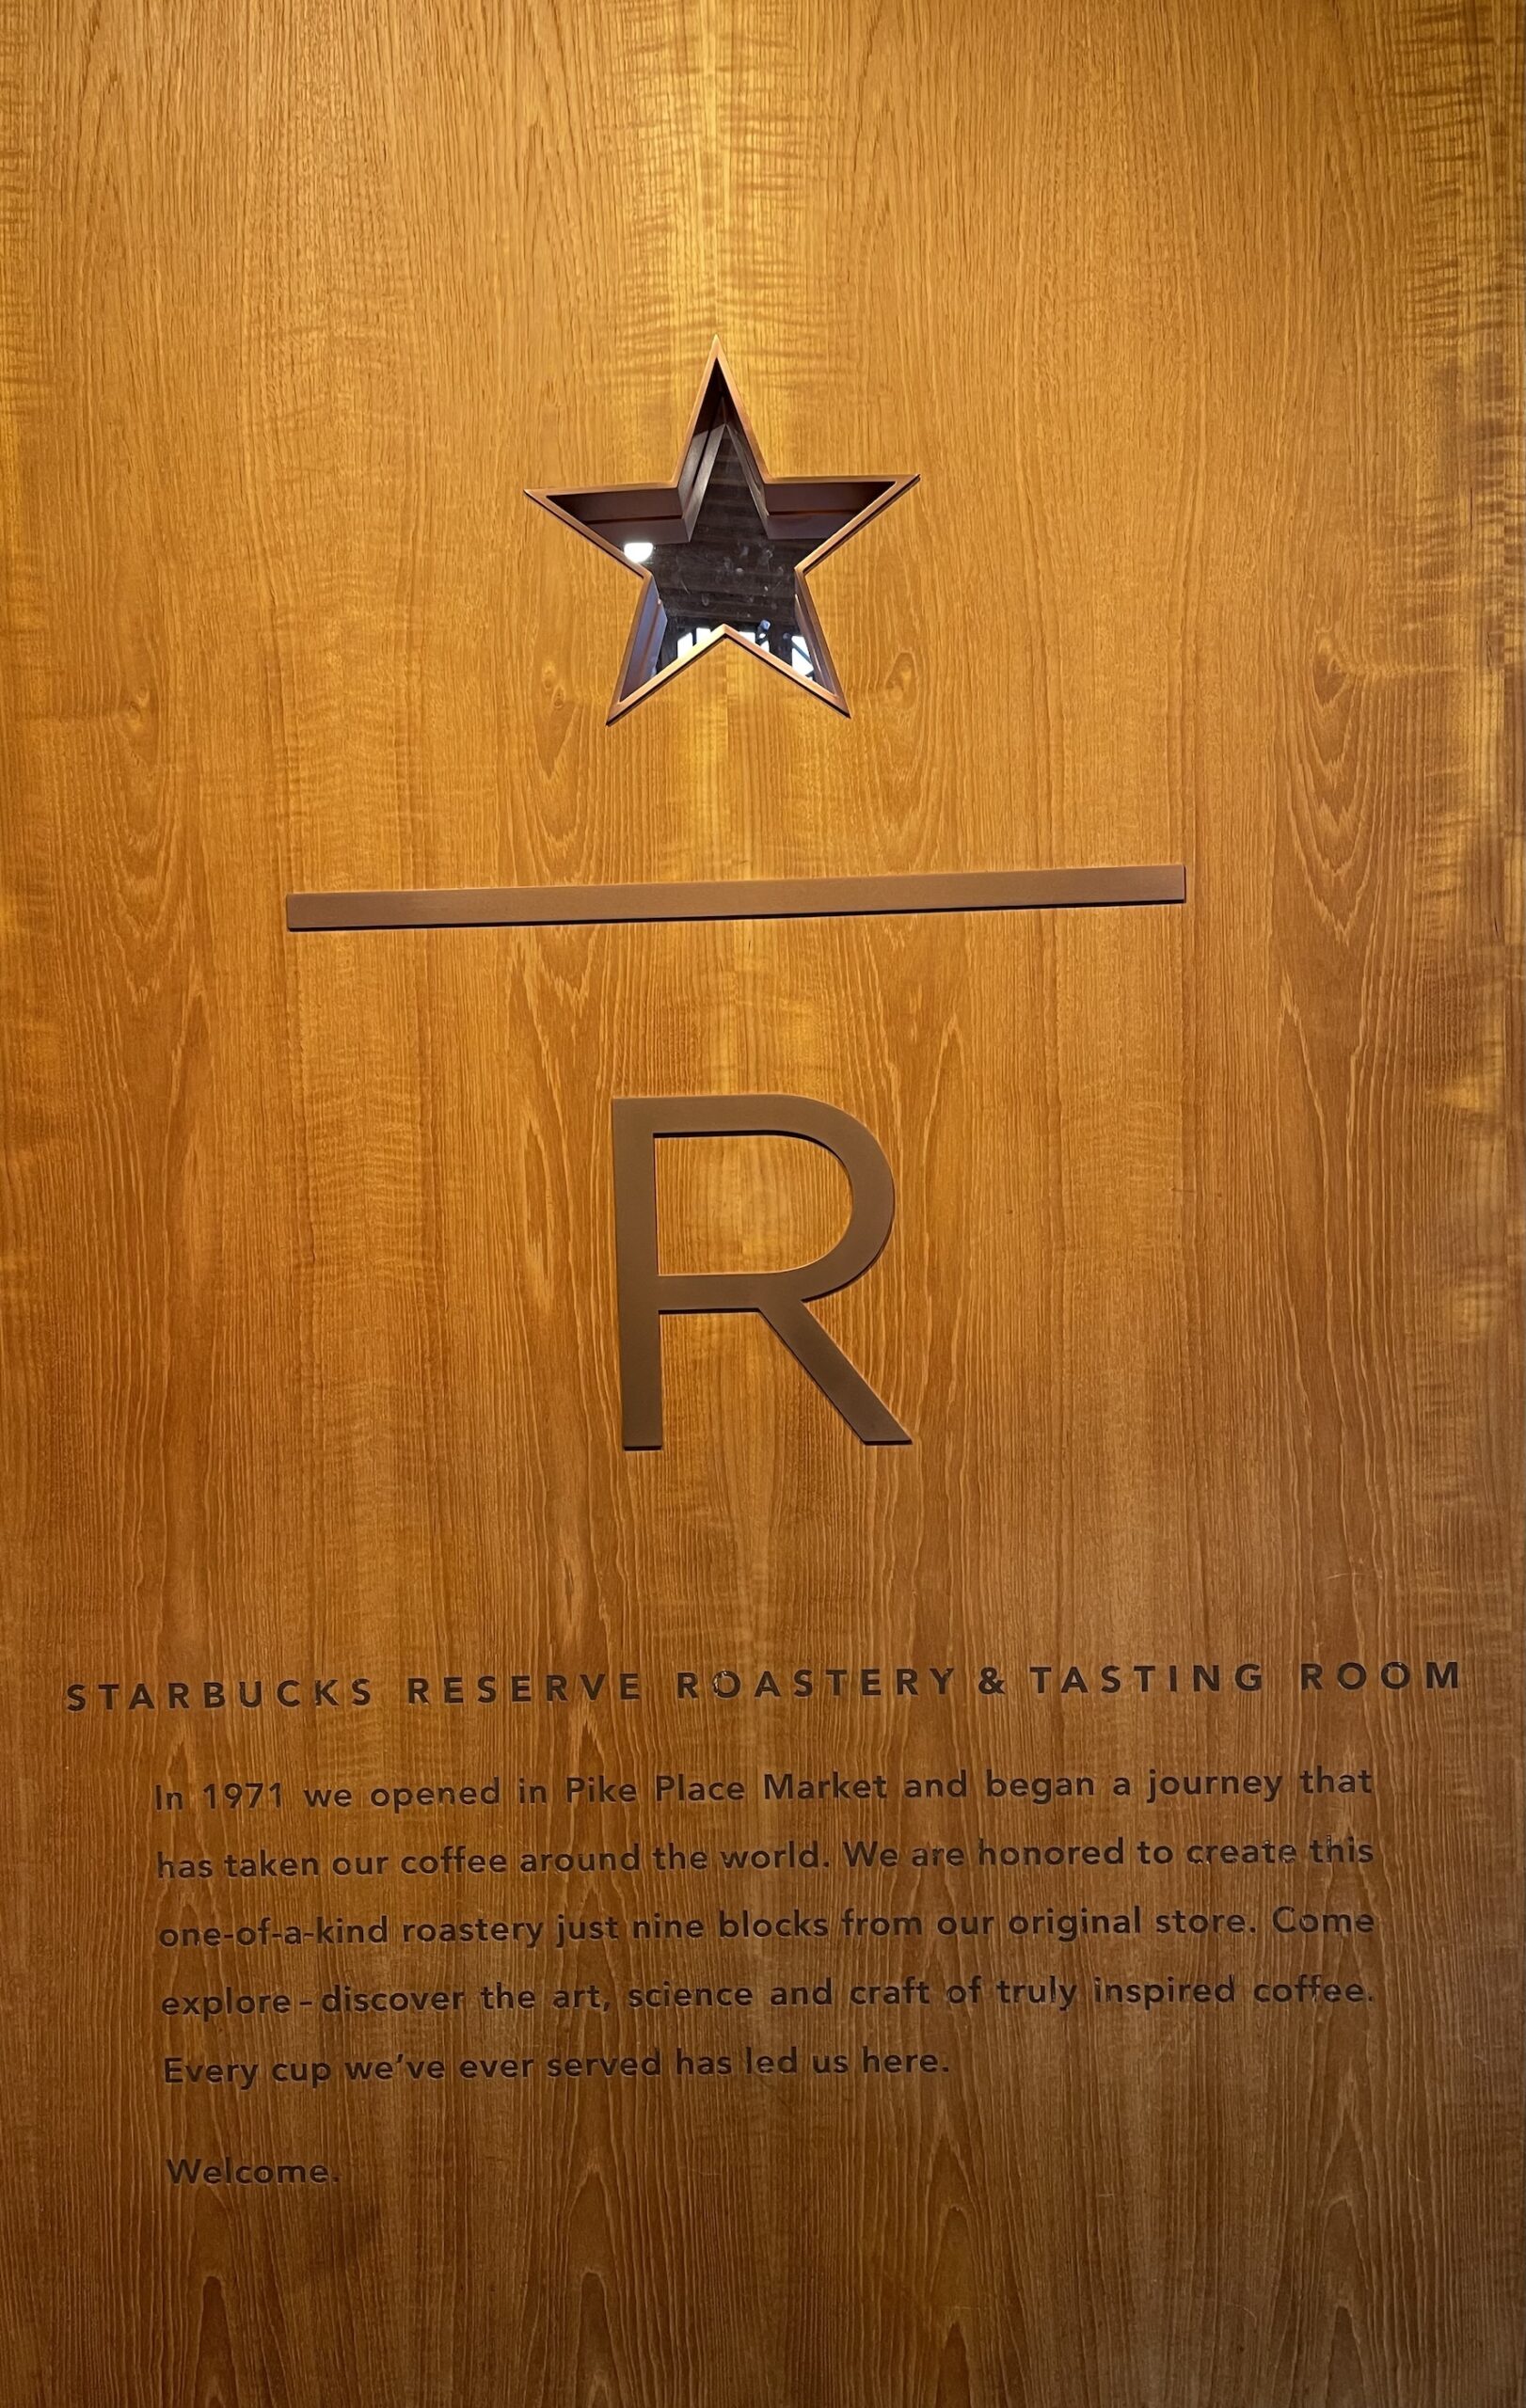 R
STARBUCKS RESERVE ROASTERY & TASTING ROOM
In 1971 we opened in Pike Place Market and began a journey that
has taken our coffee around the world. We are honored to create this
one-of-a-kind roastery just nine blocks from our original store. Come
explore – discover the art, science and craft of truly inspired coffee.
Every cup we’ve ever served has led us here.
Welcome.